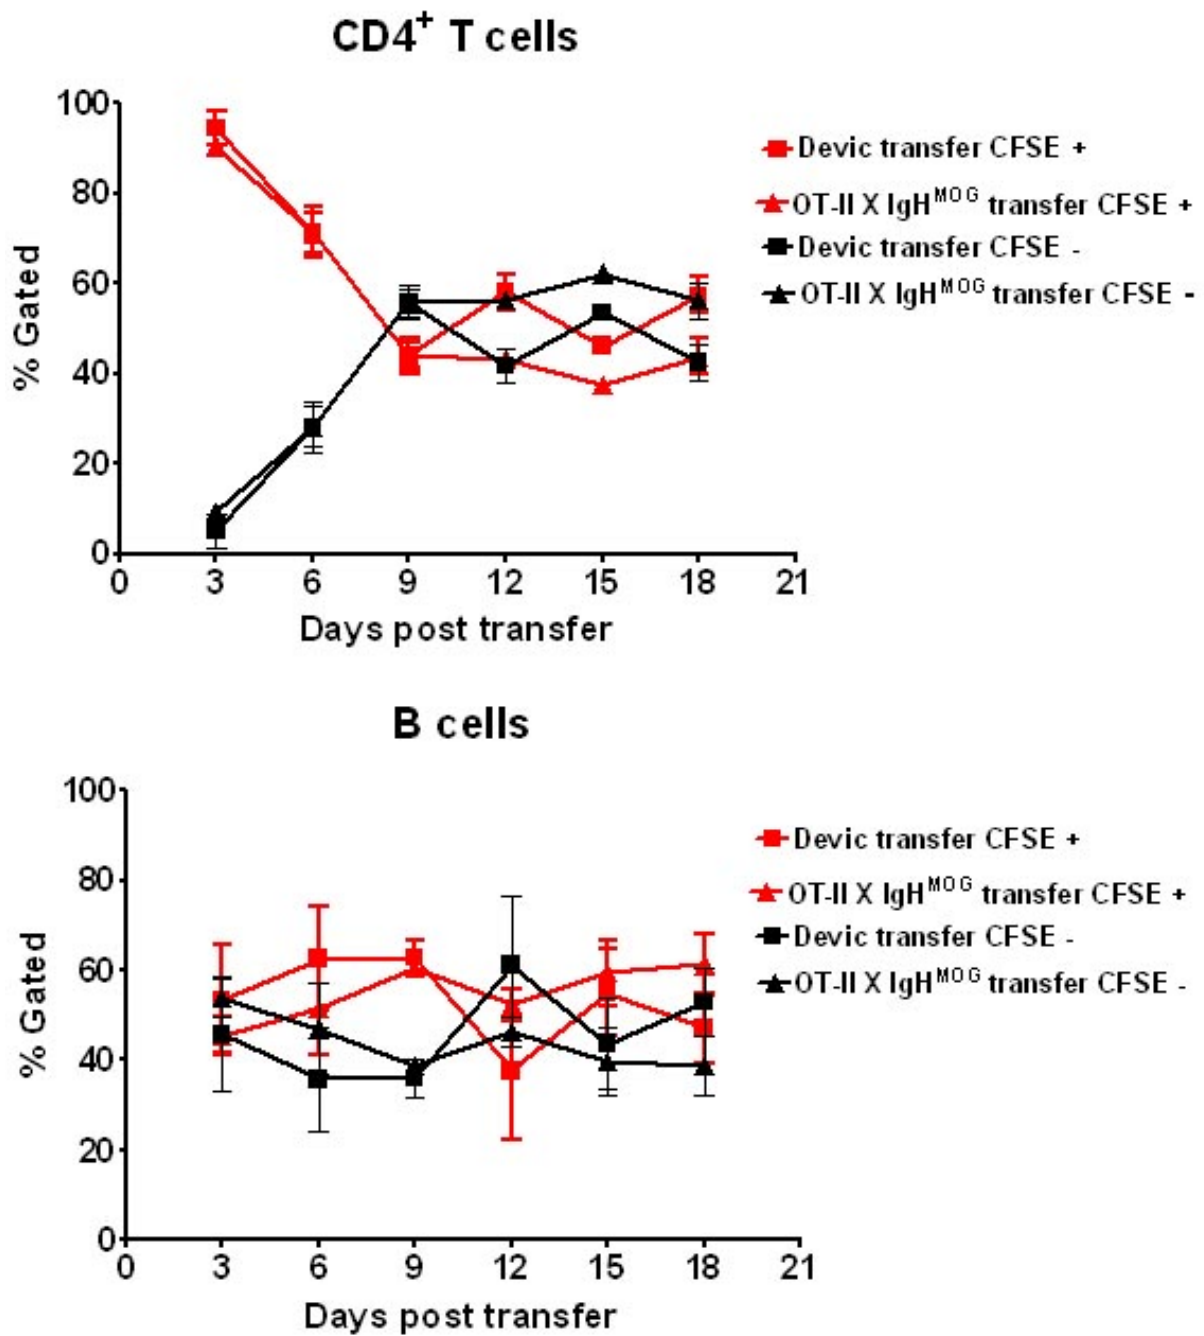 CD4⁺ T cells
100
80
60
40
20
0
% Gated
0 3 6 9 12 15 18 21
Days post transfer
Devic transfer CFSE +
OT-II X IgHᴹᴼᴳ transfer CFSE +
Devic transfer CFSE -
OT-II X IgHᴹᴼᴳ transfer CFSE -
B cells
100
80
60
40
20
0
% Gated
0 3 6 9 12 15 18 21
Days post transfer
Devic transfer CFSE +
OT-II X IgHᴹᴼᴳ transfer CFSE +
Devic transfer CFSE -
OT-II X IgHᴹᴼᴳ transfer CFSE -